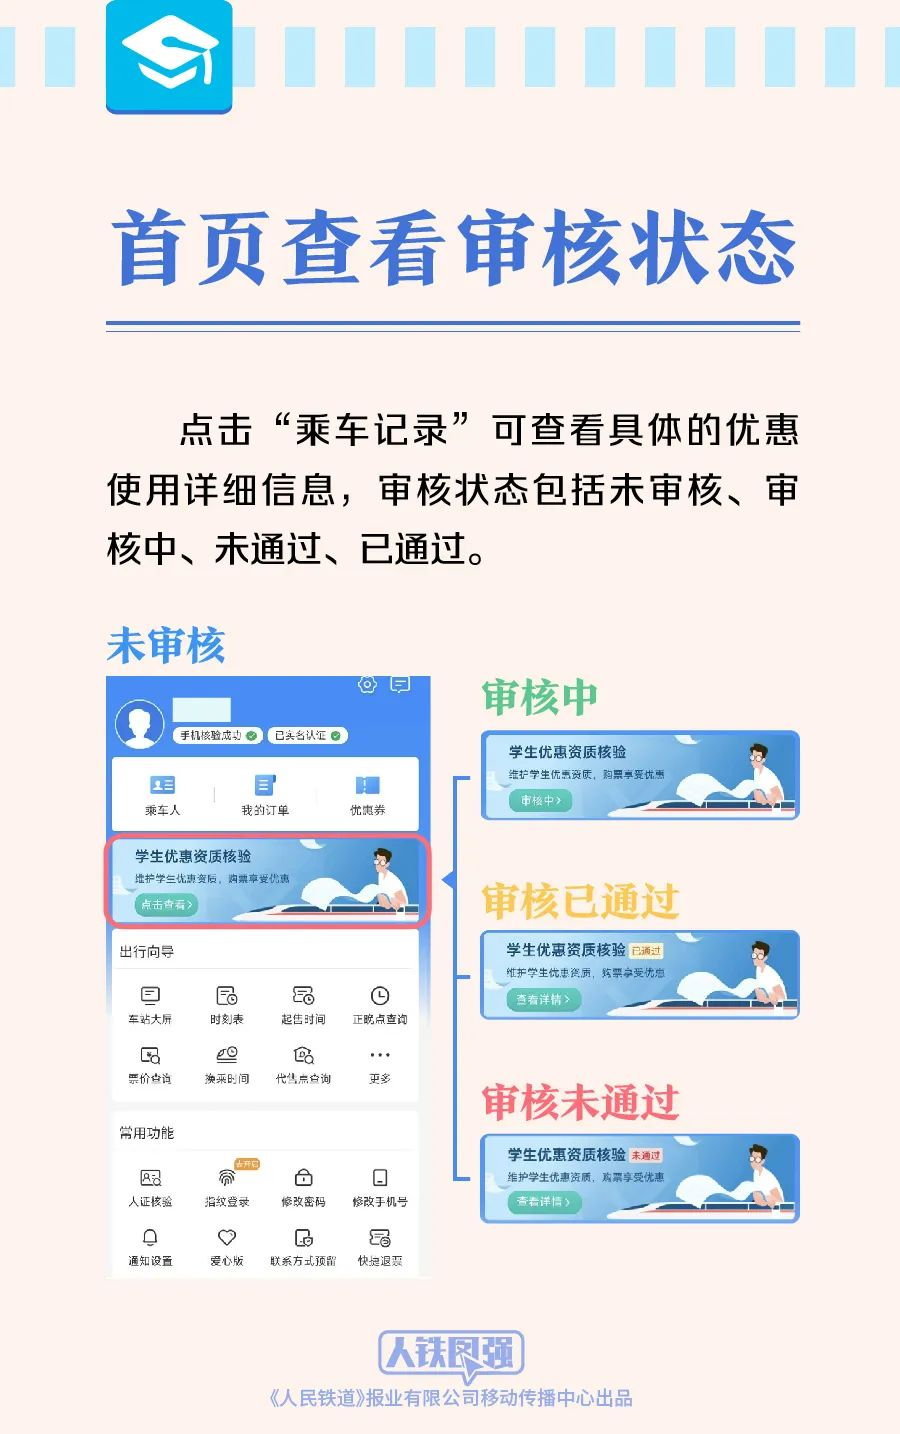 首页查看审核状态
点击“乘车记录”可查看具体的优惠
使用详细信息，审核状态包括未审核、审
核中、未通过、已通过。
未审核
手机核验成功 已实名认证
乘车人 我的订单 优惠券
学生优惠资质核验
维护学生优惠资质，购票享受优惠
点击查看>
出行向导
车站大屏 时刻表 起售时间 正晚点查询
票价查询 换乘时间 代售点查询 更多
常用功能
去开启
人证核验 指纹登录 修改密码 修改手机号
通知设置 爱心版 联系方式预留 快捷退票
审核中
学生优惠资质核验
维护学生优惠资质，购票享受优惠
审核中>
审核已通过
学生优惠资质核验 已通过
维护学生优惠资质，购票享受优惠
查看详情>
审核未通过
学生优惠资质核验 未通过
维护学生优惠资质，购票享受优惠
查看详情>
人铁图强
《人民铁道》报业有限公司移动传播中心出品